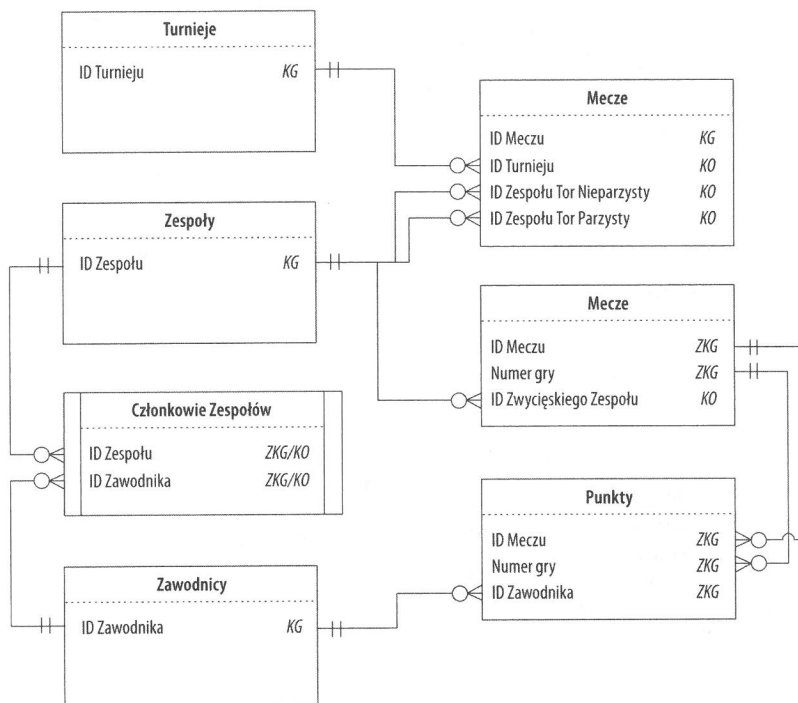 Turnieje
ID Turnieju KG
Mecze
ID Meczu KG
ID Turnieju KO
ID Zespołu Tor Nieparzysty KO
ID Zespołu Tor Parzysty KO
Zespoły
ID Zespołu KG
Mecze
ID Meczu ZKG
Numer gry ZKG
ID Zwycięskiego Zespołu KO
Członkowie Zespołów
ID Zespołu ZKG/KO
ID Zawodnika ZKG/KO
Punkty
ID Meczu ZKG
Numer gry ZKG
ID Zawodnika ZKG
Zawodnicy
ID Zawodnika KG